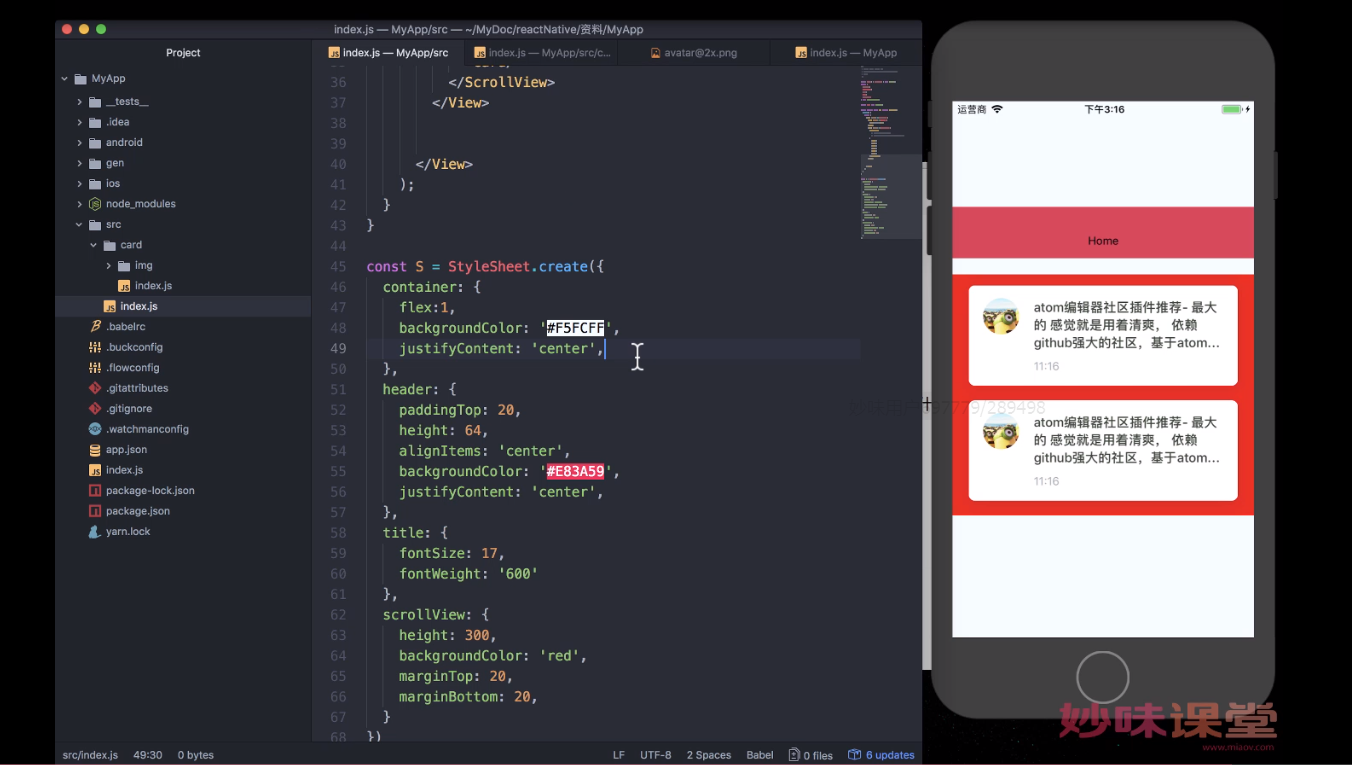 index.js — MyApp/src — ~/MyDoc/reactNative/资料/MyApp
Project
index.js — MyApp/src
index.js — MyApp/src/c...
avatar@2x.png
index.js — MyApp
MyApp
__tests__
.idea
android
gen
ios
node_modules
src
card
img
index.js
index.js
.babelrc
.buckconfig
.flowconfig
.gitattributes
.gitignore
.watchmanconfig
app.json
index.js
package-lock.json
package.json
yarn.lock
36 </ScrollView>
37 </View>
38
39
40 </View>
41 );
42 }
43 }
44
45 const S = StyleSheet.create({
46 container: {
47 flex:1,
48 backgroundColor: '#F5FCFF',
49 justifyContent: 'center',
50 },
51 header: {
52 paddingTop: 20,
53 height: 64,
54 alignItems: 'center',
55 backgroundColor: '#E83A59',
56 justifyContent: 'center',
57 },
58 title: {
59 fontSize: 17,
60 fontWeight: '600'
61 },
62 scrollView: {
63 height: 300,
64 backgroundColor: 'red',
65 marginTop: 20,
66 marginBottom: 20,
67 }
68 })
src/index.js 49:30 0 bytes
LF UTF-8 2 Spaces Babel 0 files 6 updates
运营商 下午3:16
Home
atom编辑器社区插件推荐- 最大
的 感觉就是用着清爽， 依赖
github强大的社区，基于atom...
11:16
atom编辑器社区插件推荐- 最大
的 感觉就是用着清爽， 依赖
github强大的社区，基于atom...
11:16
妙味课堂
www.miaov.com